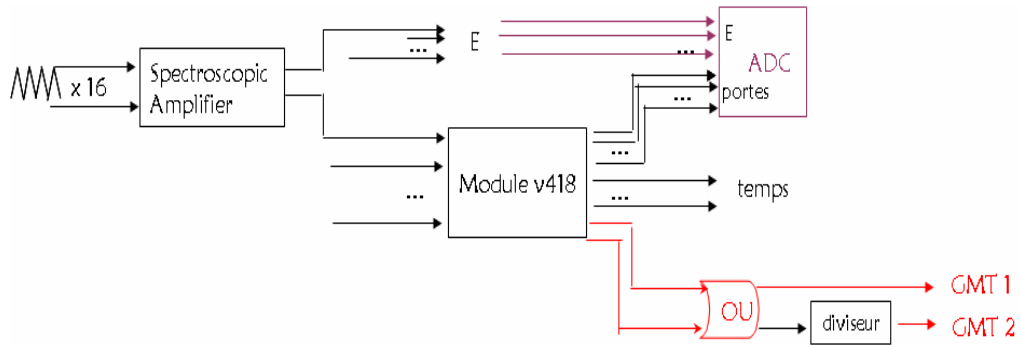 x 16
Spectroscopic
Amplifier
...
E
...
E
ADC
portes
...
...
Module v418
...
...
temps
OU
GMT 1
diviseur
GMT 2